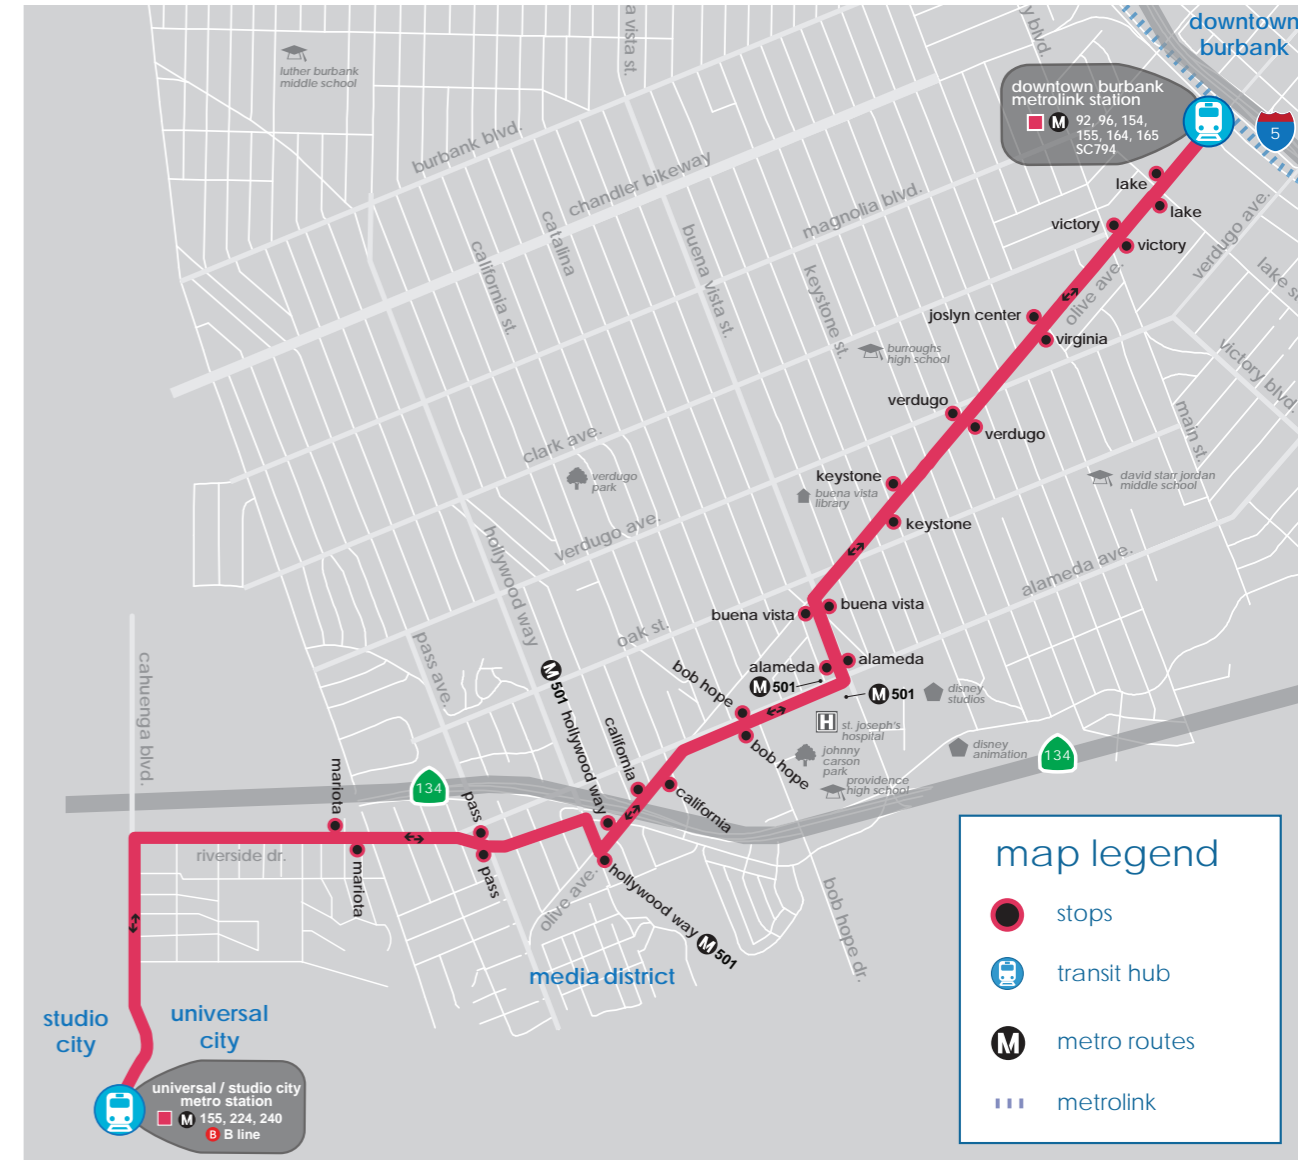 downtown
burbank
a vista st.
y blvd.
luther burbank
middle school
downtown burbank
metrolink station
M 92, 96, 154,
155, 164, 165
SC794
5
burbank blvd.
chandler bikeway
magnolia blvd.
lake
lake
victory
victory
verdugo ave.
lake s
catalina
california st.
buena vista st.
keystone st.
olive ave.
joslyn center
virginia
burroughs
high school
victory blvd.
verdugo
verdugo
main st.
clark ave.
verdugo
park
keystone
buena vista
library
keystone
david starr jordan
middle school
verdugo ave.
hollywood way
alameda ave.
buena vista
buena vista
oak st.
pass ave.
cahuenga blvd.
alameda
alameda
M 501
M 501
bob hope
bob hope
disney
studios
H
st. joseph's
hospital
johnny
carson
park
disney
animation
providence
high school
134
134
M 501 hollywood way
california
california
mariota
mariota
pass
pass
riverside dr.
olive ave.
hollywood way M 501
bob hope dr.
media district
studio
city
universal
city
universal / studio city
metro station
M 155, 224, 240
B B line
map legend
stops
transit hub
M metro routes
metrolink